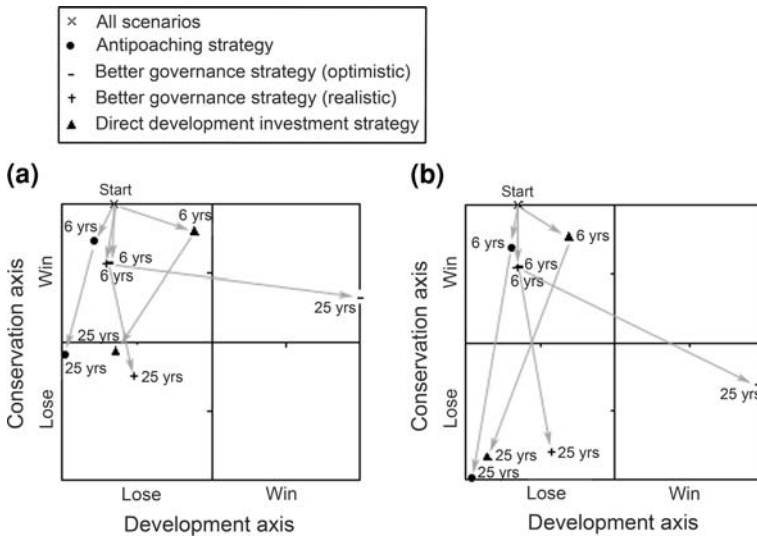 All scenarios
Antipoaching strategy
Better governance strategy (optimistic)
Better governance strategy (realistic)
Direct development investment strategy
(a)
Start
6 yrs
6 yrs
6 yrs
6 yrs
25 yrs
25 yrs
25 yrs
25 yrs
Conservation axis
Win
Lose
Lose
Win
Development axis
(b)
Start
6 yrs
6 yrs
6 yrs
6 yrs
25 yrs
25 yrs
25 yrs
25 yrs
Conservation axis
Win
Lose
Lose
Win
Development axis